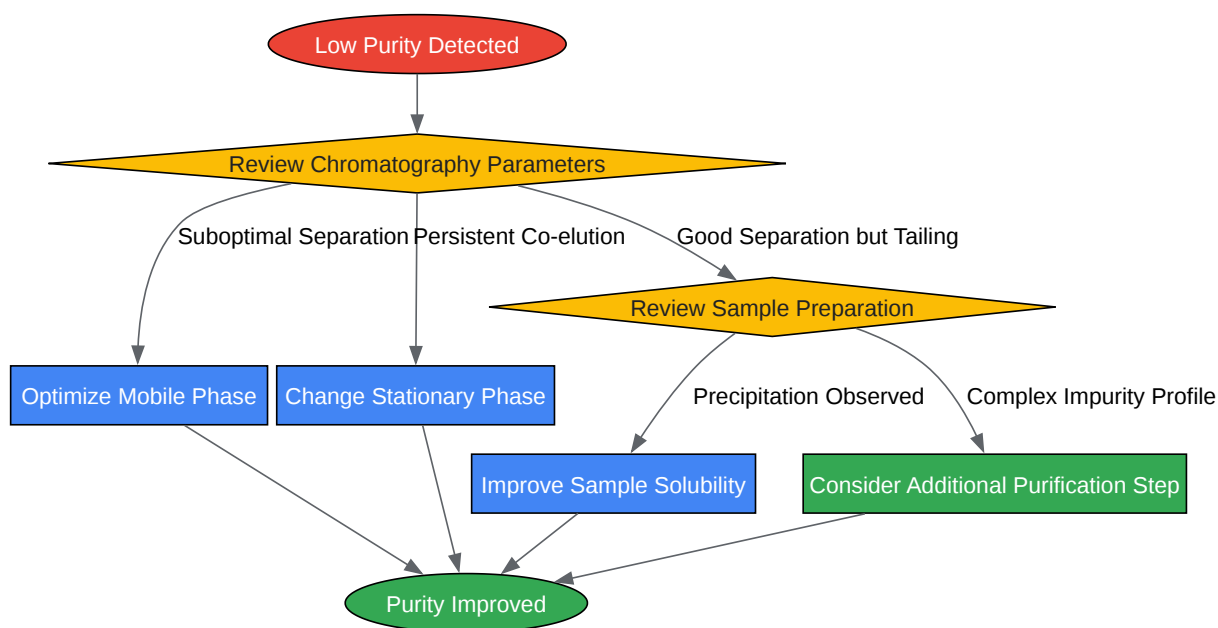 Low Purity Detected
Review Chromatography Parameters
Suboptimal Separation
Persistent Co-elution
Good Separation but Tailing
Review Sample Preparation
Optimize Mobile Phase
Change Stationary Phase
Precipitation Observed
Complex Impurity Profile
Improve Sample Solubility
Consider Additional Purification Step
Purity Improved